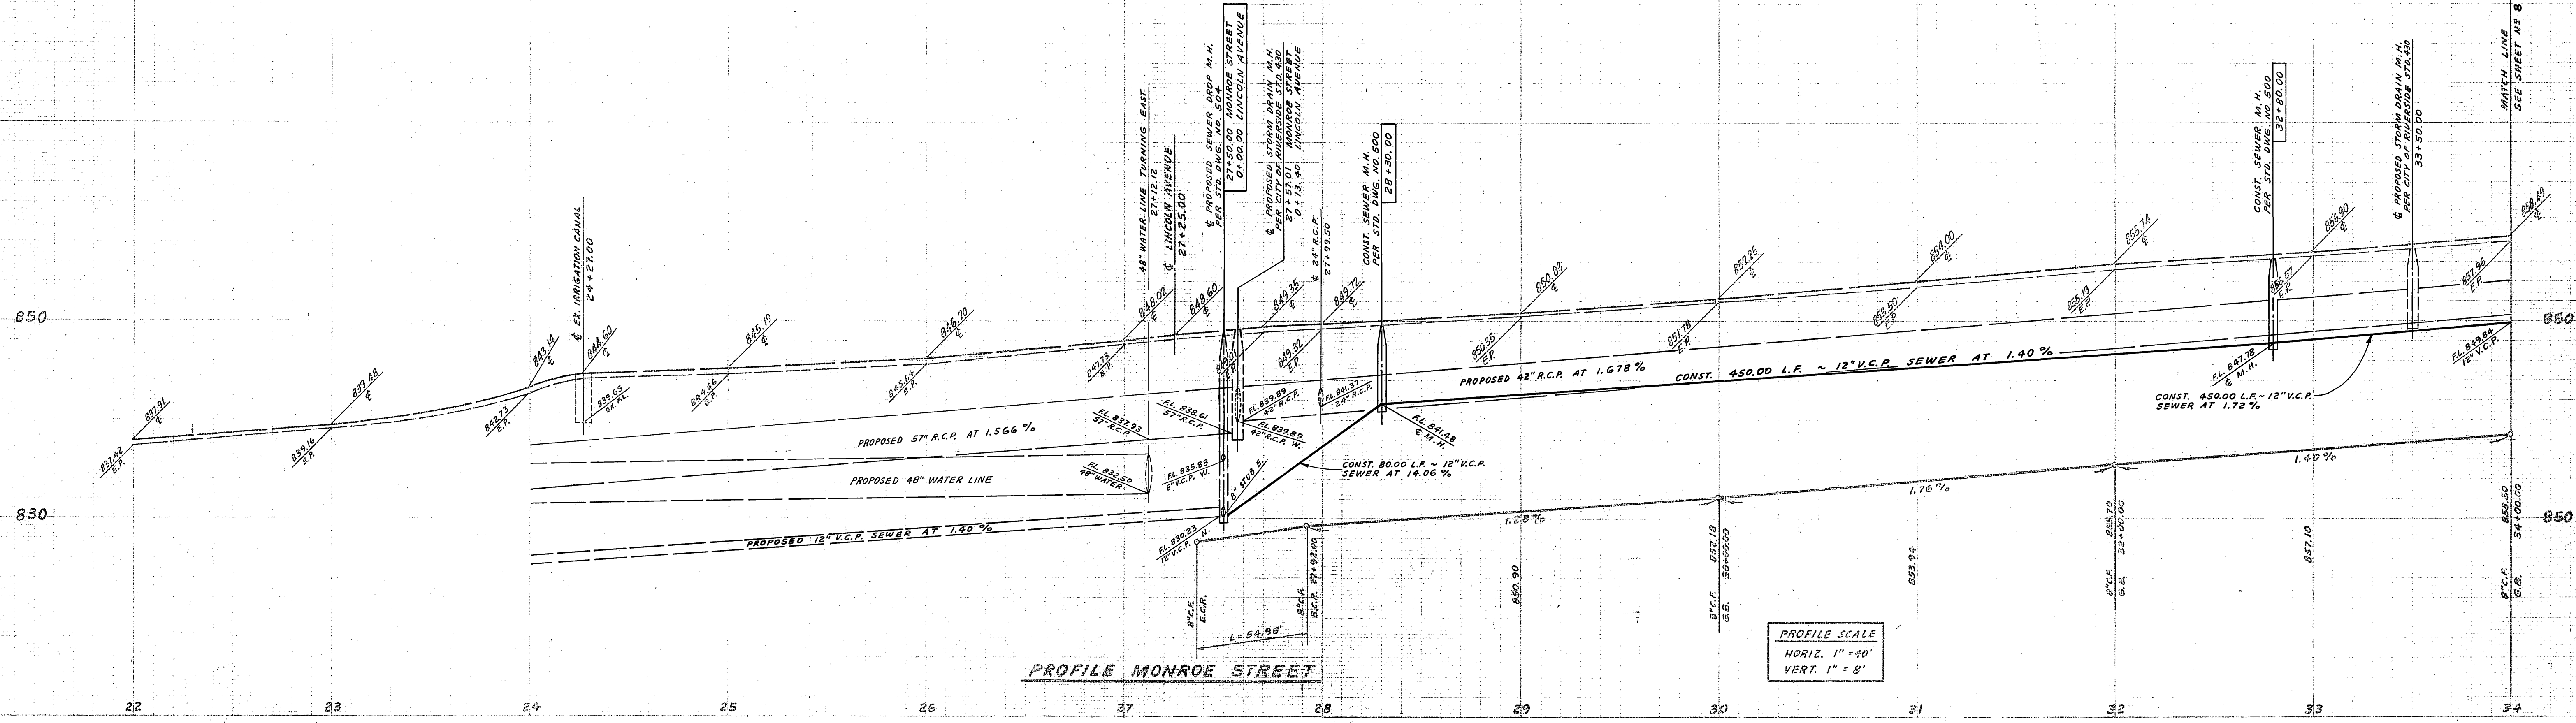 MATCH LINE
SEE SHEET Nº 8
℄ PROPOSED SEWER DROP M.H.
PER STD. DWG. NO. 504
27+50.00 MONROE STREET
0+00.00 LINCOLN AVENUE
℄ PROPOSED STORM DRAIN M.H.
PER CITY OF RIVERSIDE STD. 430
27+57.01 MONROE STREET
0+13.40 LINCOLN AVENUE
48" WATER LINE TURNING EAST
27+12.12
℄ LINCOLN AVENUE
27+25.00
℄ 24" R.C.P.
27+99.50
CONST. SEWER M.H.
PER STD. DWG. NO. 500
28+30.00
CONST. SEWER M.H.
PER STD. DWG. NO. 500
32+80.00
℄ PROPOSED STORM DRAIN M.H.
PER CITY OF RIVERSIDE STD. 430
33+50.00
℄ EX. IRRIGATION CANAL
24+27.00
837.91
℄
839.48
℄
843.14
℄
844.60
℄
845.19
℄
846.20
℄
848.02
℄
848.60
℄
849.35
℄
849.72
℄
850.83
℄
852.25
℄
854.00
℄
855.74
℄
856.90
℄
858.49
℄
850
850
837.42
E.P.
839.16
E.P.
842.73
E.P.
839.65
EX. F.L.
844.66
E.P.
845.64
E.P.
847.73
E.P.
849.01
E.P.
849.32
E.P.
850.35
E.P.
851.78
E.P.
853.50
E.P.
855.19
E.P.
856.57
E.P.
857.96
E.P.
PROPOSED 42" R.C.P. AT 1.678 %
CONST. 450.00 L.F. ~ 12" V.C.P. SEWER AT 1.40 %
F.L. 847.78
℄ M.H.
F.L. 849.84
12" V.C.P.
CONST. 450.00 L.F. ~ 12" V.C.P.
SEWER AT 1.72 %
F.L. 837.93
57" R.C.P.
F.L. 838.61
57" R.C.P.
F.L. 839.89
42" R.C.P.
F.L. 839.89
42" R.C.P. W.
F.L. 841.37
24" R.C.P.
F.L. 841.48
℄ M.H.
PROPOSED 57" R.C.P. AT 1.566 %
PROPOSED 48" WATER LINE
F.L. 832.50
48" WATER
F.L. 835.88
8" V.C.P. W.
8" STUB E.
CONST. 80.00 L.F. ~ 12" V.C.P.
SEWER AT 14.06 %
PROPOSED 12" V.C.P. SEWER AT 1.40 %
F.L. 830.23
12" V.C.P. N.
830
850
1.28%
1.76%
1.40%
8" C.F.
E.C.R.
8" C.F.
B.C.R. 27+92.00
L = 54.98'
850.90
8" C.F. 852.18
G.B. 30+00.00
853.94
8" C.F. 855.70
G.B. 32+00.00
857.10
8" C.F. 858.50
G.B. 34+00.00
PROFILE SCALE
HORIZ. 1" = 40'
VERT. 1" = 8'
PROFILE MONROE STREET
22 23 24 25 26 27 28 29 30 31 32 33 34